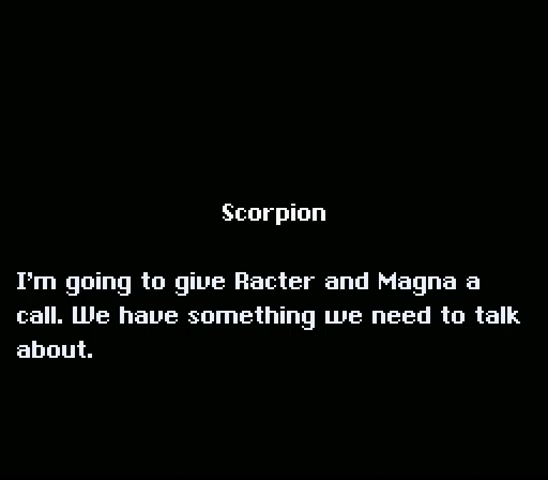 Scorpion
I'm going to give Racter and Magna a
call. We have something we need to talk
about.